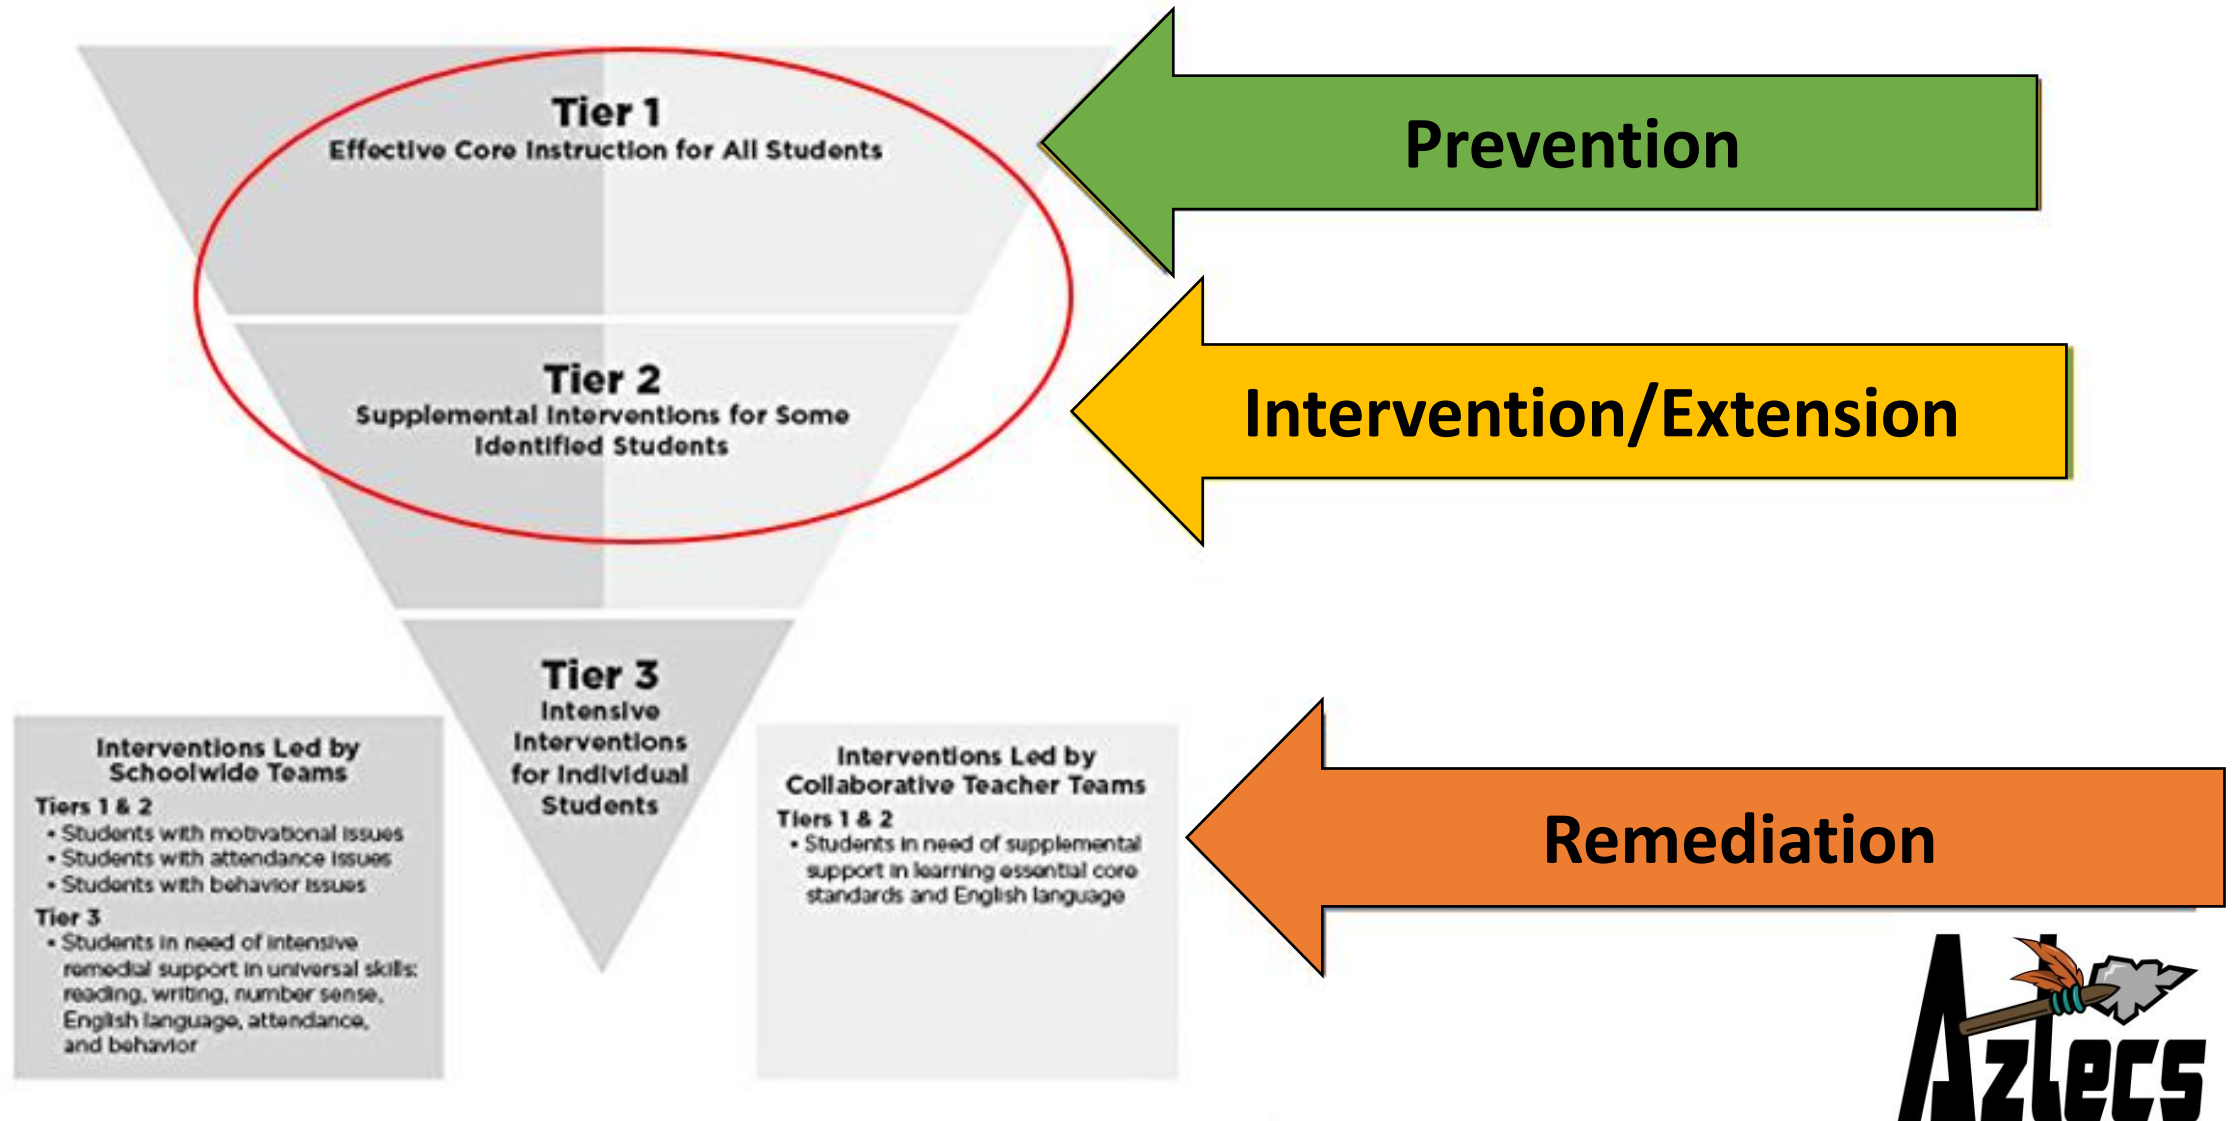 Tier 1
Effective Core Instruction for All Students
Prevention
Tier 2
Supplemental Interventions for Some
Identified Students
Intervention/Extension
Tier 3
Intensive
Interventions
for Individual
Students
Interventions Led by
Schoolwide Teams
Tiers 1 & 2
• Students with motivational issues
• Students with attendance issues
• Students with behavior issues
Tier 3
• Students in need of intensive
remedial support in universal skills:
reading, writing, number sense,
English language, attendance,
and behavior
Interventions Led by
Collaborative Teacher Teams
Tiers 1 & 2
• Students in need of supplemental
support in learning essential core
standards and English language
Remediation
Aztecs